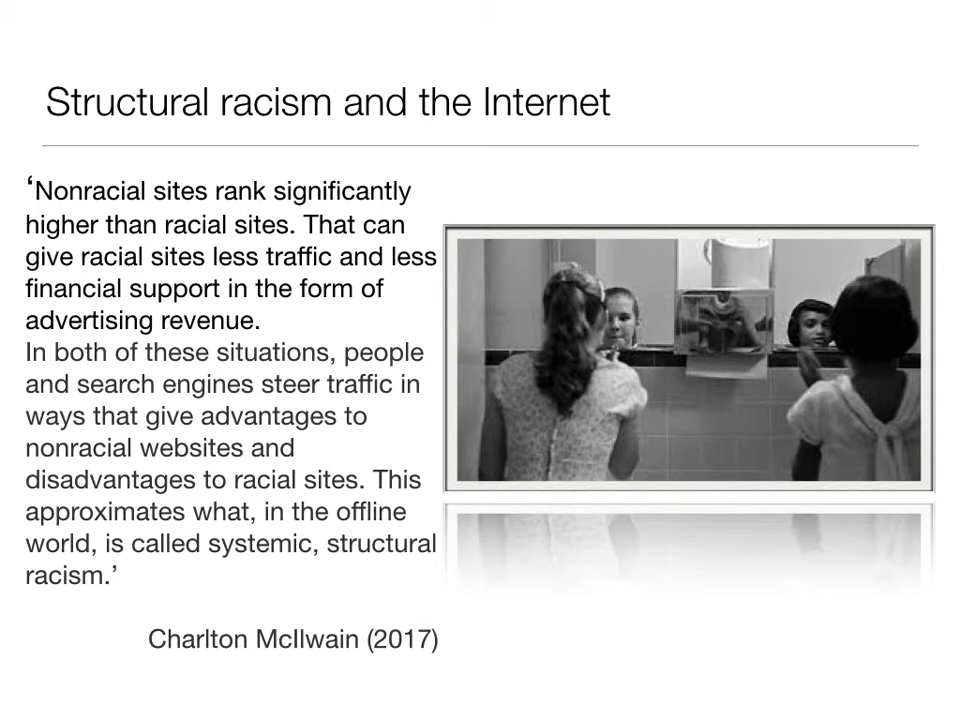 Structural racism and the Internet
‘Nonracial sites rank significantly
higher than racial sites. That can
give racial sites less traffic and less
financial support in the form of
advertising revenue.
In both of these situations, people
and search engines steer traffic in
ways that give advantages to
nonracial websites and
disadvantages to racial sites. This
approximates what, in the offline
world, is called systemic, structural
racism.’
Charlton McIlwain (2017)